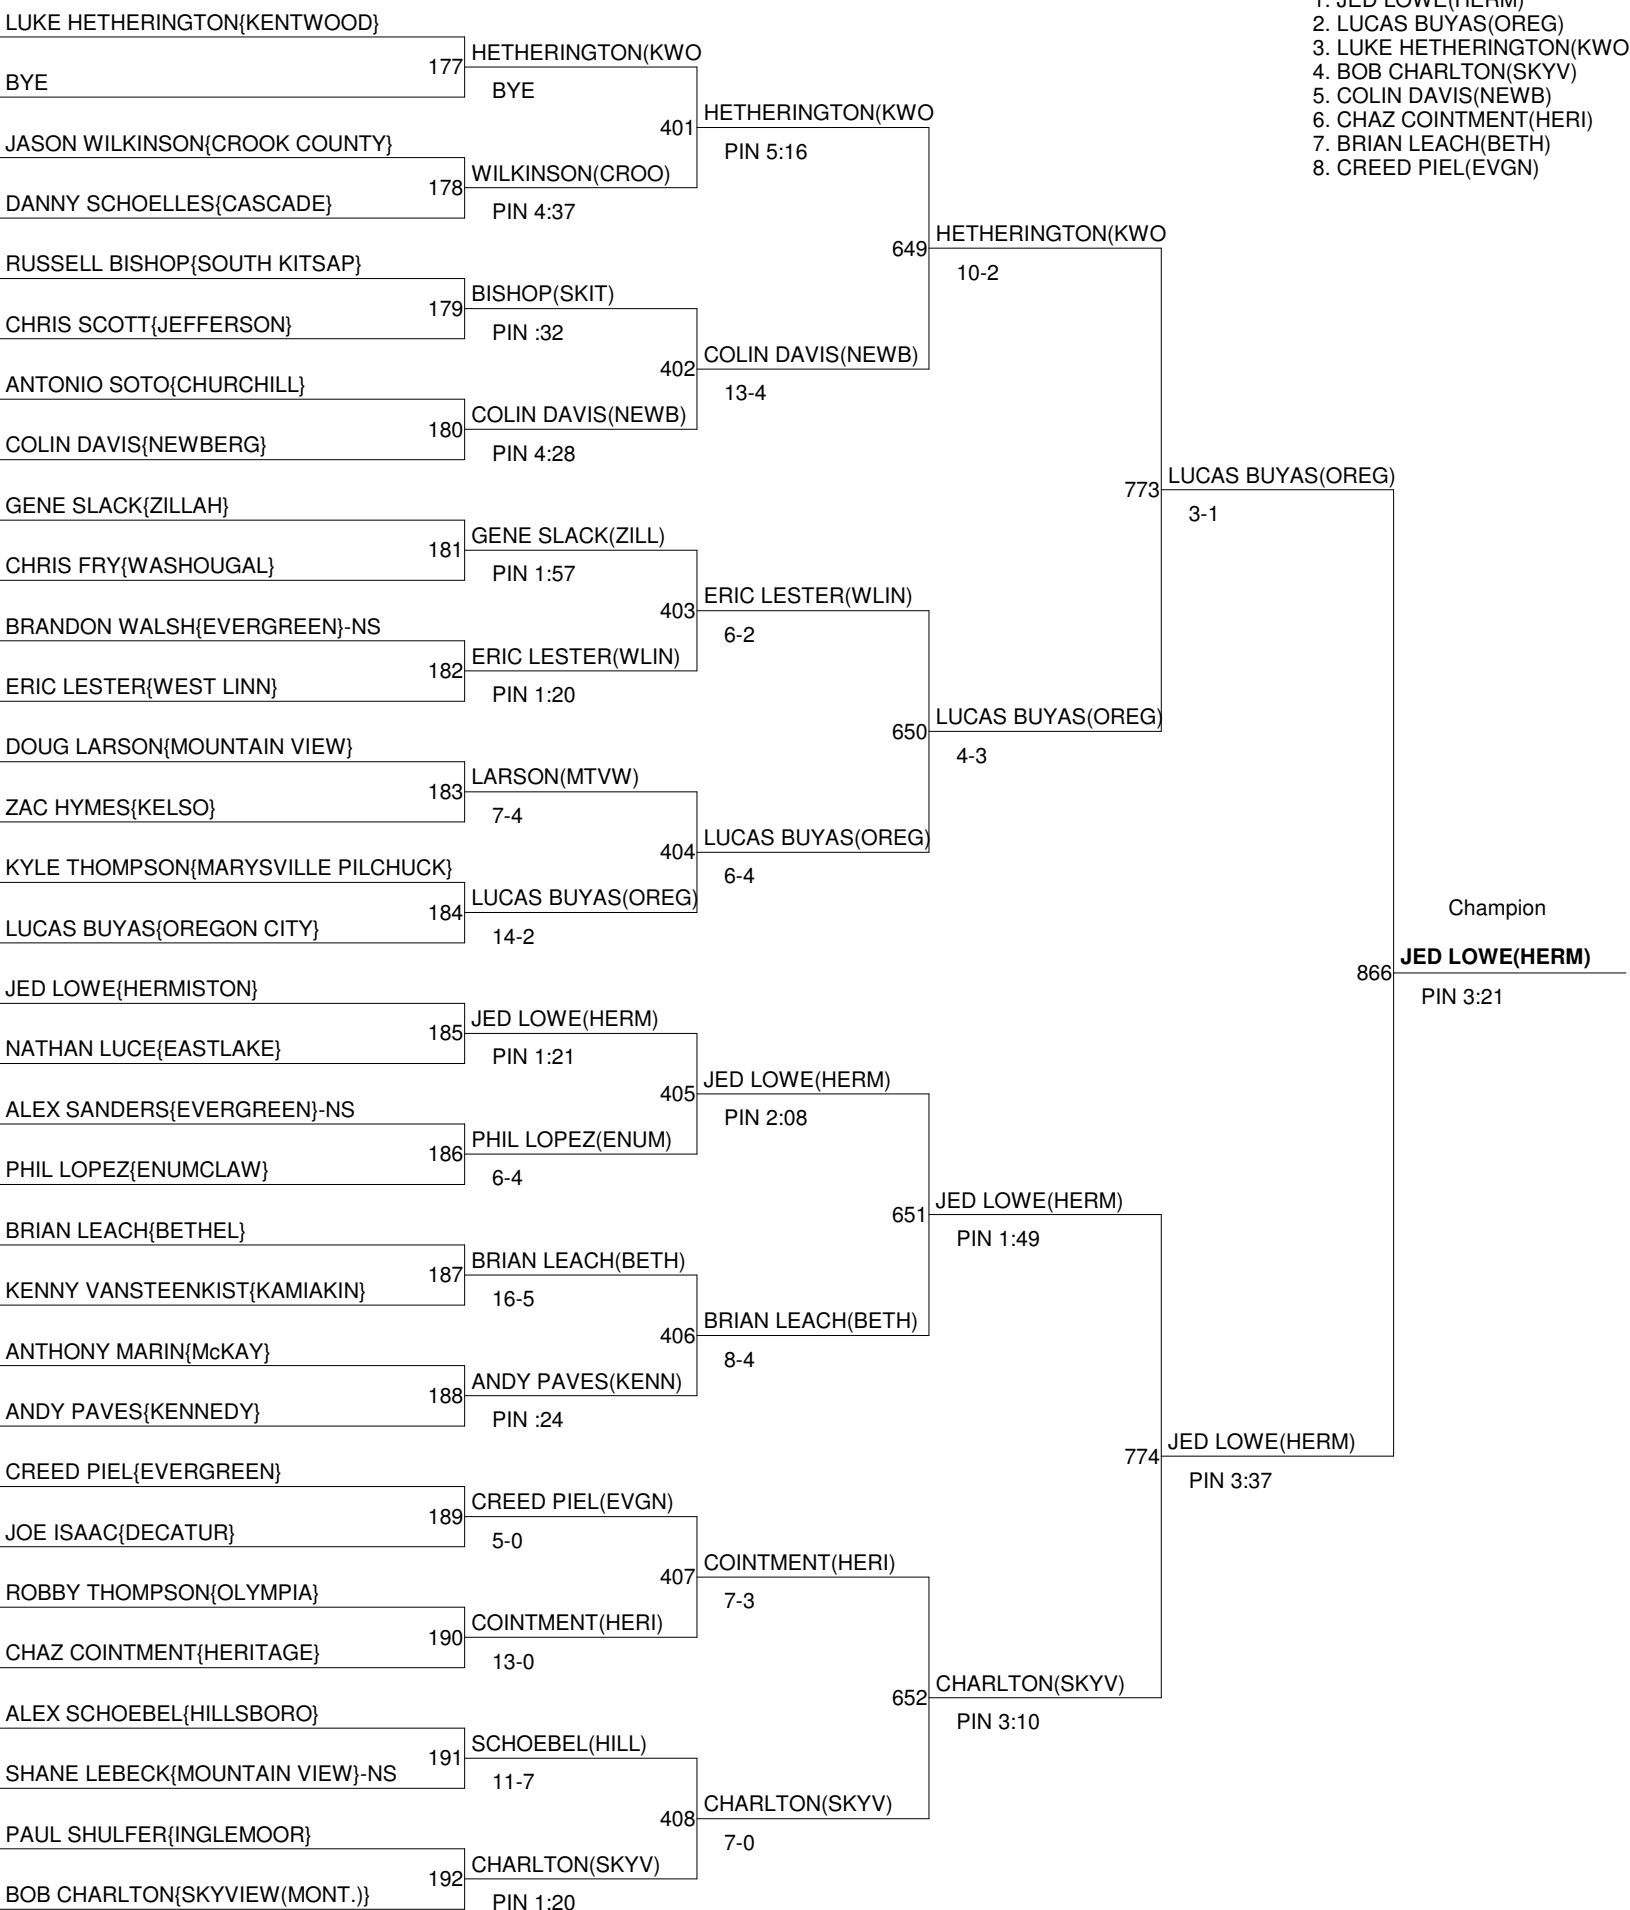 1. JED LOWE(HERM)
2. LUCAS BUYAS(OREG)
3. LUKE HETHERINGTON(KWO
4. BOB CHARLTON(SKYV)
5. COLIN DAVIS(NEWB)
6. CHAZ COINTMENT(HERI)
7. BRIAN LEACH(BETH)
8. CREED PIEL(EVGN)
LUKE HETHERINGTON{KENTWOOD}
BYE
JASON WILKINSON{CROOK COUNTY}
DANNY SCHOELLES{CASCADE}
RUSSELL BISHOP{SOUTH KITSAP}
CHRIS SCOTT{JEFFERSON}
ANTONIO SOTO{CHURCHILL}
COLIN DAVIS{NEWBERG}
GENE SLACK{ZILLAH}
CHRIS FRY{WASHOUGAL}
BRANDON WALSH{EVERGREEN}-NS
ERIC LESTER{WEST LINN}
DOUG LARSON{MOUNTAIN VIEW}
ZAC HYMES{KELSO}
KYLE THOMPSON{MARYSVILLE PILCHUCK}
LUCAS BUYAS{OREGON CITY}
JED LOWE{HERMISTON}
NATHAN LUCE{EASTLAKE}
ALEX SANDERS{EVERGREEN}-NS
PHIL LOPEZ{ENUMCLAW}
BRIAN LEACH{BETHEL}
KENNY VANSTEENKIST{KAMIAKIN}
ANTHONY MARIN{McKAY}
ANDY PAVES{KENNEDY}
CREED PIEL{EVERGREEN}
JOE ISAAC{DECATUR}
ROBBY THOMPSON{OLYMPIA}
CHAZ COINTMENT{HERITAGE}
ALEX SCHOEBEL{HILLSBORO}
SHANE LEBECK{MOUNTAIN VIEW}-NS
PAUL SHULFER{INGLEMOOR}
BOB CHARLTON{SKYVIEW(MONT.)}
177 HETHERINGTON(KWO
BYE
178 WILKINSON(CROO)
PIN 4:37
179 BISHOP(SKIT)
PIN :32
180 COLIN DAVIS(NEWB)
PIN 4:28
181 GENE SLACK(ZILL)
PIN 1:57
182 ERIC LESTER(WLIN)
PIN 1:20
183 LARSON(MTVW)
7-4
184 LUCAS BUYAS(OREG)
14-2
185 JED LOWE(HERM)
PIN 1:21
186 PHIL LOPEZ(ENUM)
6-4
187 BRIAN LEACH(BETH)
16-5
188 ANDY PAVES(KENN)
PIN :24
189 CREED PIEL(EVGN)
5-0
190 COINTMENT(HERI)
13-0
191 SCHOEBEL(HILL)
11-7
192 CHARLTON(SKYV)
PIN 1:20
401 HETHERINGTON(KWO
PIN 5:16
402 COLIN DAVIS(NEWB)
13-4
403 ERIC LESTER(WLIN)
6-2
404 LUCAS BUYAS(OREG)
6-4
405 JED LOWE(HERM)
PIN 2:08
406 BRIAN LEACH(BETH)
8-4
407 COINTMENT(HERI)
7-3
408 CHARLTON(SKYV)
7-0
649 HETHERINGTON(KWO
10-2
650 LUCAS BUYAS(OREG)
4-3
651 JED LOWE(HERM)
PIN 1:49
652 CHARLTON(SKYV)
PIN 3:10
773 LUCAS BUYAS(OREG)
3-1
774 JED LOWE(HERM)
PIN 3:37
Champion
866 JED LOWE(HERM)
PIN 3:21